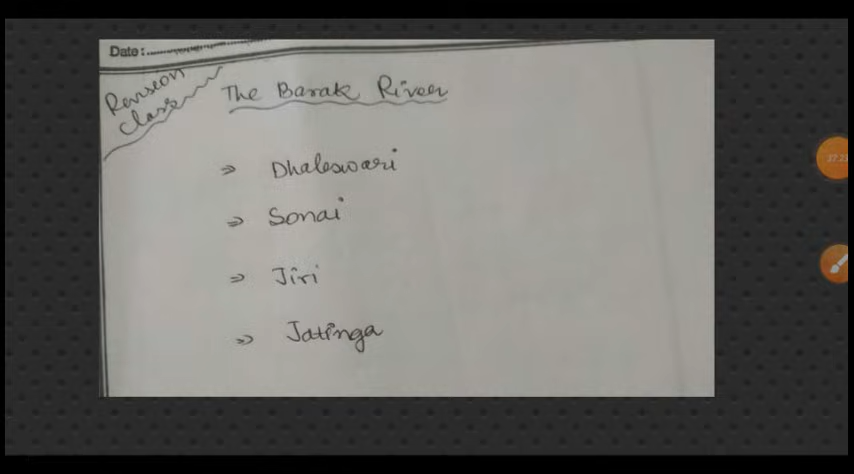 Date:
Revision
Class
The Barak River
⇒ Dhaleswari
⇒ Sonai
⇒ Jiri
⇒ Jatinga